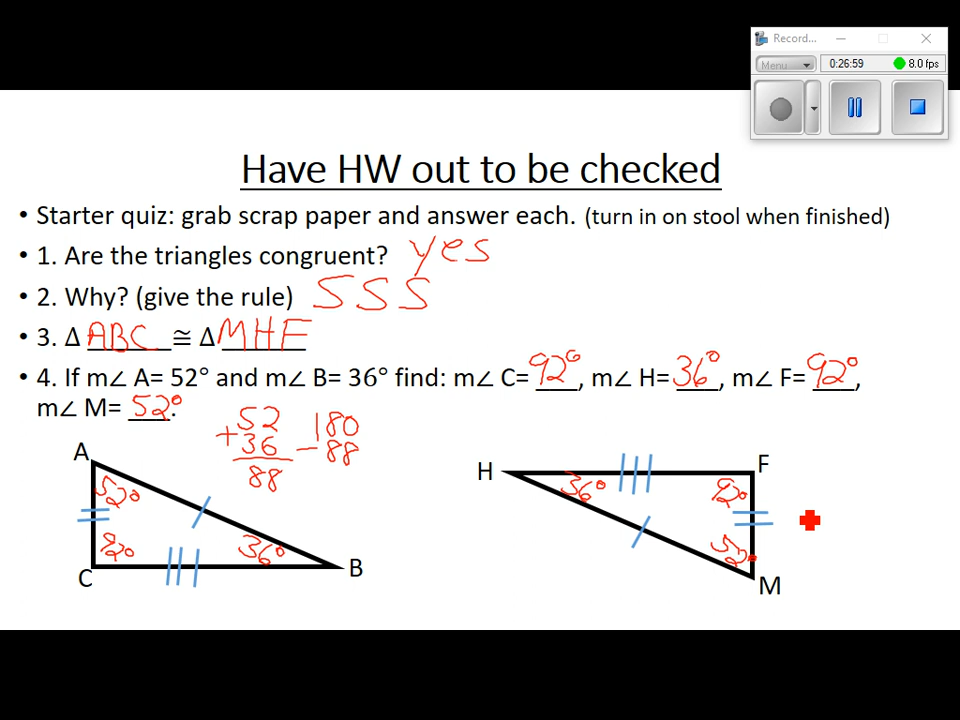 Record...
Menu
0:26:59
8.0 fps
Have HW out to be checked
• Starter quiz: grab scrap paper and answer each. (turn in on stool when finished)
• 1. Are the triangles congruent? yes
• 2. Why? (give the rule) SSS
• 3. Δ ABC ≅ Δ MHF
• 4. If m∠ A= 52° and m∠ B= 36° find: m∠ C= 92°, m∠ H= 36°, m∠ F= 92°,
m∠ M= 52°.
52 180
+36 -88
88
A
52°
92° 36°
C
B
H
F
36° 92°
52°
M